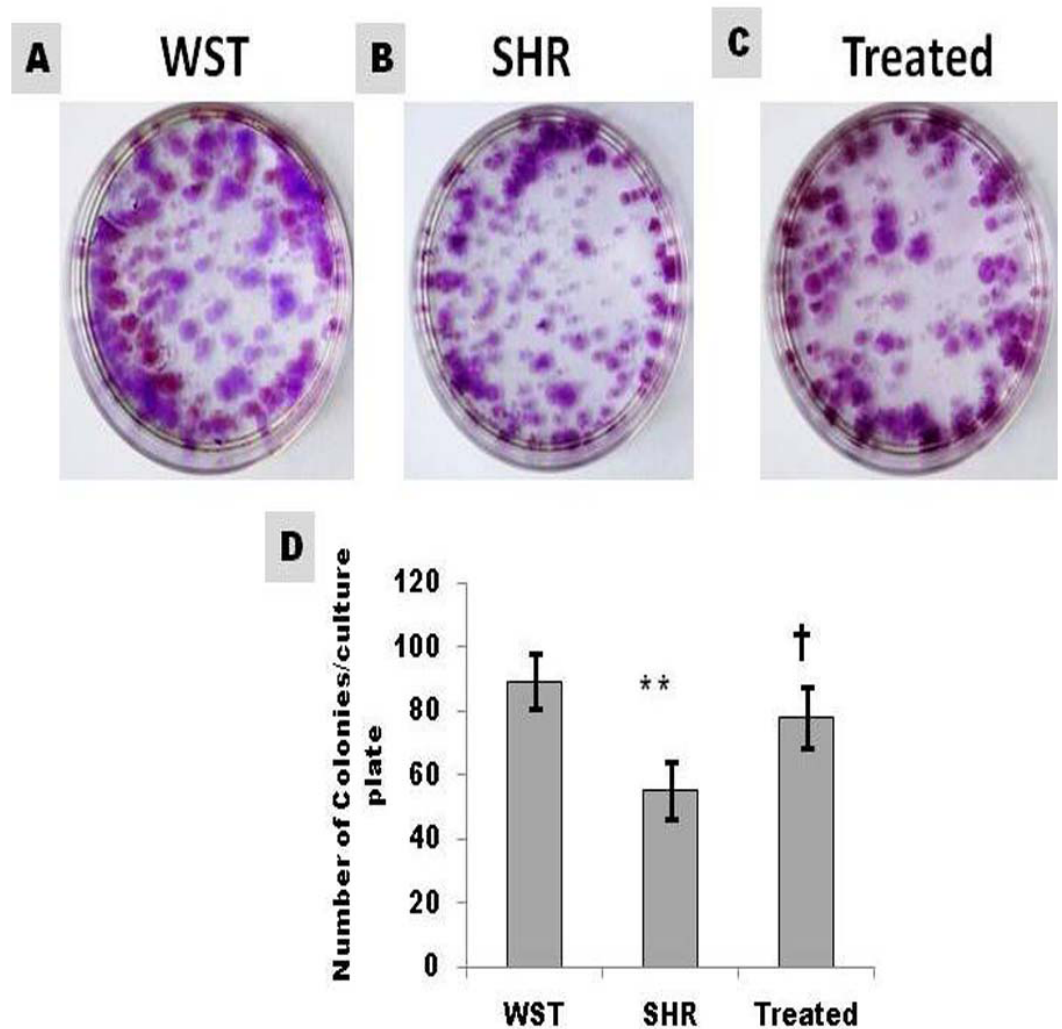 A WST B SHR C Treated
D
Number of Colonies/culture
plate
120
100
80
60
40
20
0
**
†
WST SHR Treated